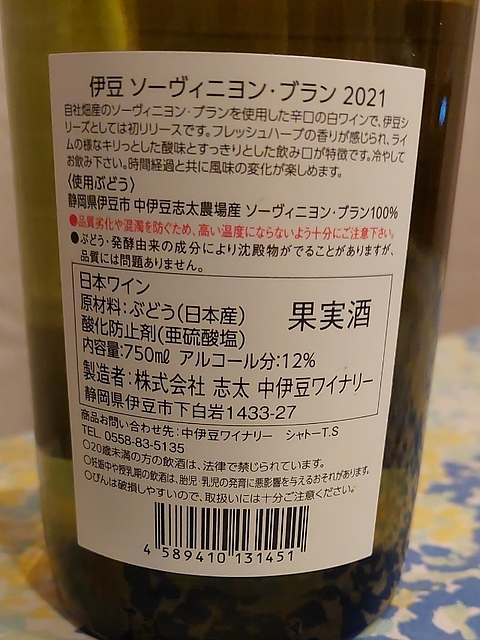 伊豆 ソーヴィニヨン・ブラン 2021
自社畑産のソーヴィニヨン・ブランを使用した辛口の白ワインで、伊豆シ
リーズとしては初リリースです。フレッシュハーブの香りが感じられ、ライ
ムの様なキリっとした酸味とすっきりとした飲み口が特徴です。冷やして
お飲み下さい。時間経過と共に風味の変化が楽しめます。
〈使用ぶどう〉
静岡県伊豆市 中伊豆志太農場産 ソーヴィニヨン・ブラン100%
●品質劣化や混濁を防ぐため、高い温度にならないよう十分にご注意下さい。
●ぶどう・発酵由来の成分により沈殿物がでることがありますが、
品質には問題ありません。
日本ワイン
原材料:ぶどう(日本産)
果実酒
酸化防止剤(亜硫酸塩)
内容量:750㎖ アルコール分:12%
製造者:株式会社 志太 中伊豆ワイナリー
静岡県伊豆市下白岩1433-27
商品お問い合わせ先:中伊豆ワイナリー シャトーT.S
TEL 0558-83-5135
○20歳未満の方の飲酒は、法律で禁じられています。
○妊娠中や授乳期の飲酒は、胎児・乳児の発育に悪影響を与えるおそれがあります。
○びんは破損しやすいので、取扱いには十分ご注意ください。
4 589410 131451